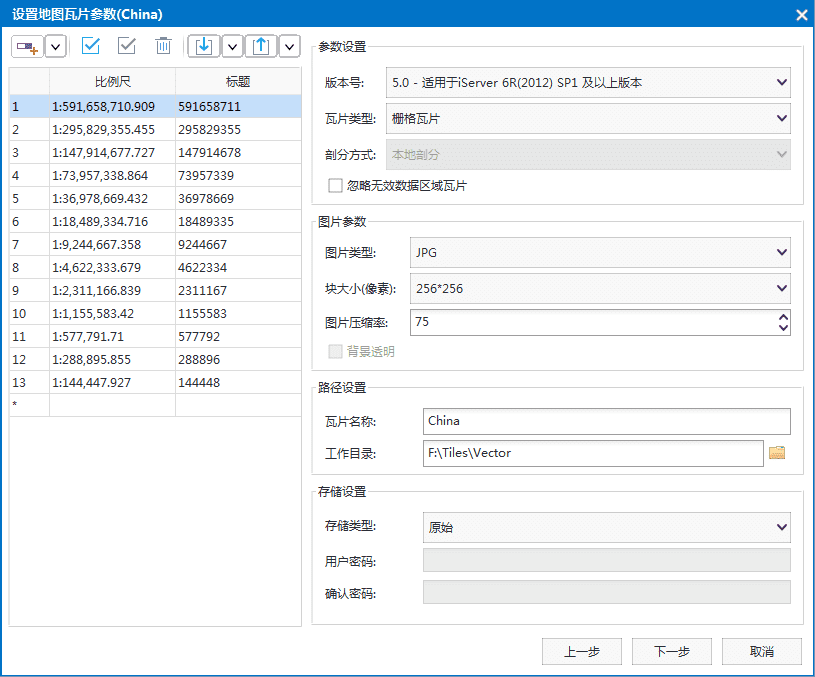 设置地图瓦片参数(China)
比例尺 标题
1 1:591,658,710.909 591658711
2 1:295,829,355.455 295829355
3 1:147,914,677.727 147914678
4 1:73,957,338.864 73957339
5 1:36,978,669.432 36978669
6 1:18,489,334.716 18489335
7 1:9,244,667.358 9244667
8 1:4,622,333.679 4622334
9 1:2,311,166.839 2311167
10 1:1,155,583.42 1155583
11 1:577,791.71 577792
12 1:288,895.855 288896
13 1:144,447.927 144448
*
参数设置
版本号: 5.0 - 适用于iServer 6R(2012) SP1 及以上版本
瓦片类型: 栅格瓦片
剖分方式: 本地剖分
忽略无效数据区域瓦片
图片参数
图片类型: JPG
块大小(像素): 256*256
图片压缩率: 75
背景透明
路径设置
瓦片名称: China
工作目录: F:\Tiles\Vector
存储设置
存储类型: 原始
用户密码:
确认密码:
上一步 下一步 取消